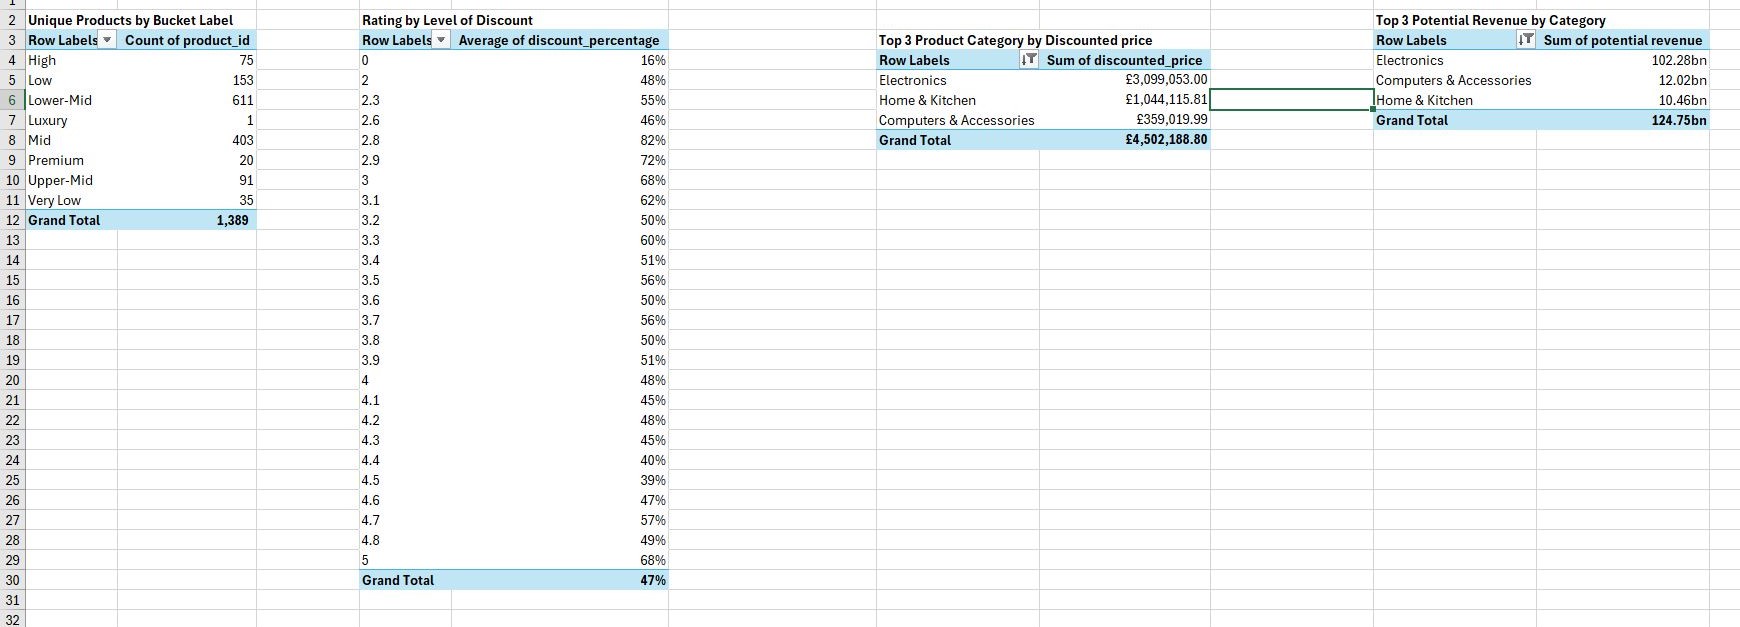 1
2 Unique Products by Bucket Label Rating by Level of Discount Top 3 Potential Revenue by Category
3 Row Labels Count of product_id Row Labels Average of discount_percentage Top 3 Product Category by Discounted price Row Labels Sum of potential revenue
4 High 75 0 16% Row Labels Sum of discounted_price Electronics 102.28bn
5 Low 153 2 48% Electronics £3,099,053.00 Computers & Accessories 12.02bn
6 Lower-Mid 611 2.3 55% Home & Kitchen £1,044,115.81 Home & Kitchen 10.46bn
7 Luxury 1 2.6 46% Computers & Accessories £359,019.99 Grand Total 124.75bn
8 Mid 403 2.8 82% Grand Total £4,502,188.80
9 Premium 20 2.9 72%
10 Upper-Mid 91 3 68%
11 Very Low 35 3.1 62%
12 Grand Total 1,389 3.2 50%
13 3.3 60%
14 3.4 51%
15 3.5 56%
16 3.6 50%
17 3.7 56%
18 3.8 50%
19 3.9 51%
20 4 48%
21 4.1 45%
22 4.2 48%
23 4.3 45%
24 4.4 40%
25 4.5 39%
26 4.6 47%
27 4.7 57%
28 4.8 49%
29 5 68%
30 Grand Total 47%
31
32